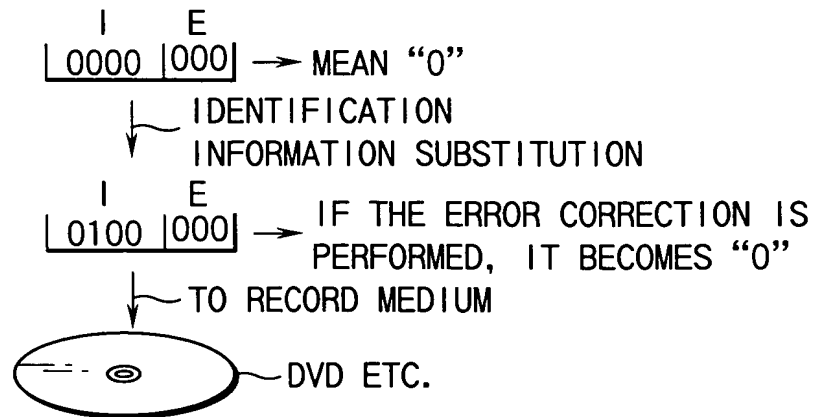 I E
0000 000 → MEAN “0”
IDENTIFICATION
INFORMATION SUBSTITUTION
I E
0100 000 → IF THE ERROR CORRECTION IS
PERFORMED, IT BECOMES “0”
TO RECORD MEDIUM
DVD ETC.